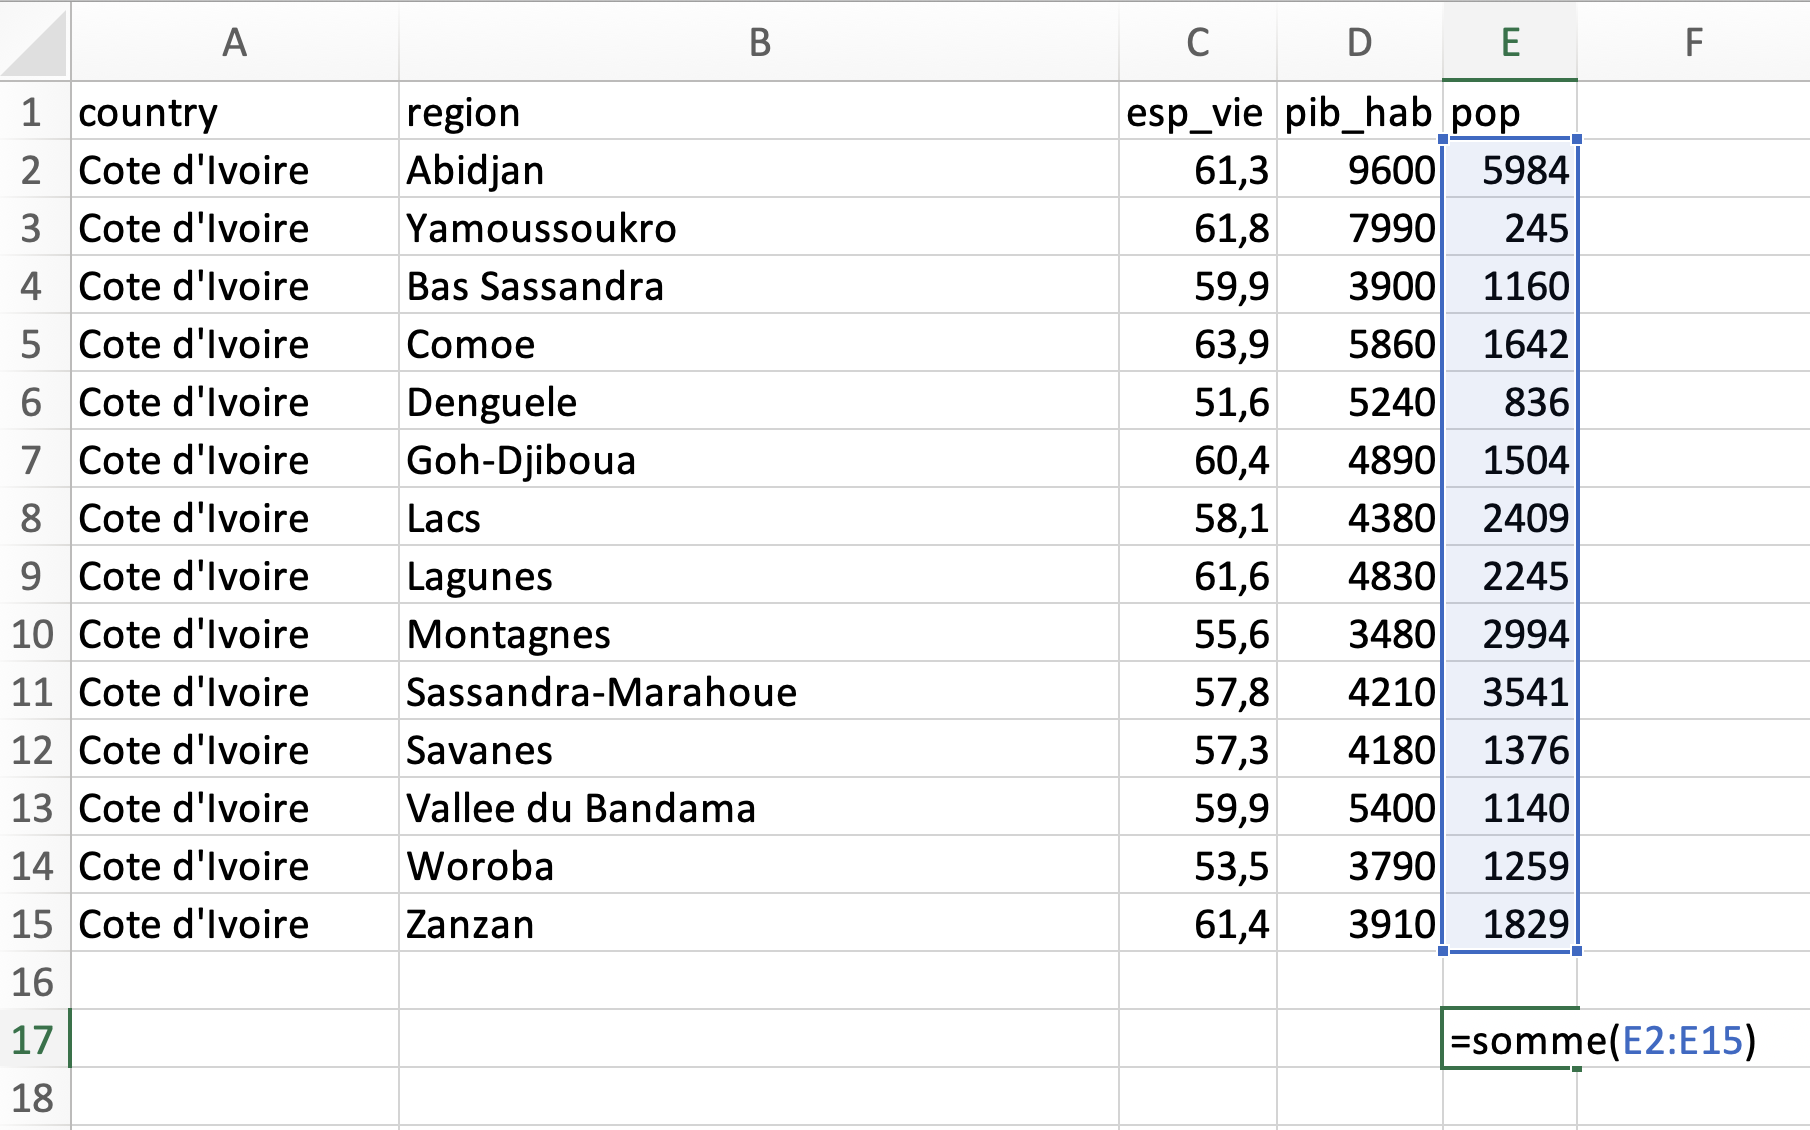 A B C D E F
1 country region esp_vie pib_hab pop
2 Cote d'Ivoire Abidjan 61,3 9600 5984
3 Cote d'Ivoire Yamoussoukro 61,8 7990 245
4 Cote d'Ivoire Bas Sassandra 59,9 3900 1160
5 Cote d'Ivoire Comoe 63,9 5860 1642
6 Cote d'Ivoire Denguele 51,6 5240 836
7 Cote d'Ivoire Goh-Djiboua 60,4 4890 1504
8 Cote d'Ivoire Lacs 58,1 4380 2409
9 Cote d'Ivoire Lagunes 61,6 4830 2245
10 Cote d'Ivoire Montagnes 55,6 3480 2994
11 Cote d'Ivoire Sassandra-Marahoue 57,8 4210 3541
12 Cote d'Ivoire Savanes 57,3 4180 1376
13 Cote d'Ivoire Vallee du Bandama 59,9 5400 1140
14 Cote d'Ivoire Woroba 53,5 3790 1259
15 Cote d'Ivoire Zanzan 61,4 3910 1829
16
17 =somme(E2:E15)
18